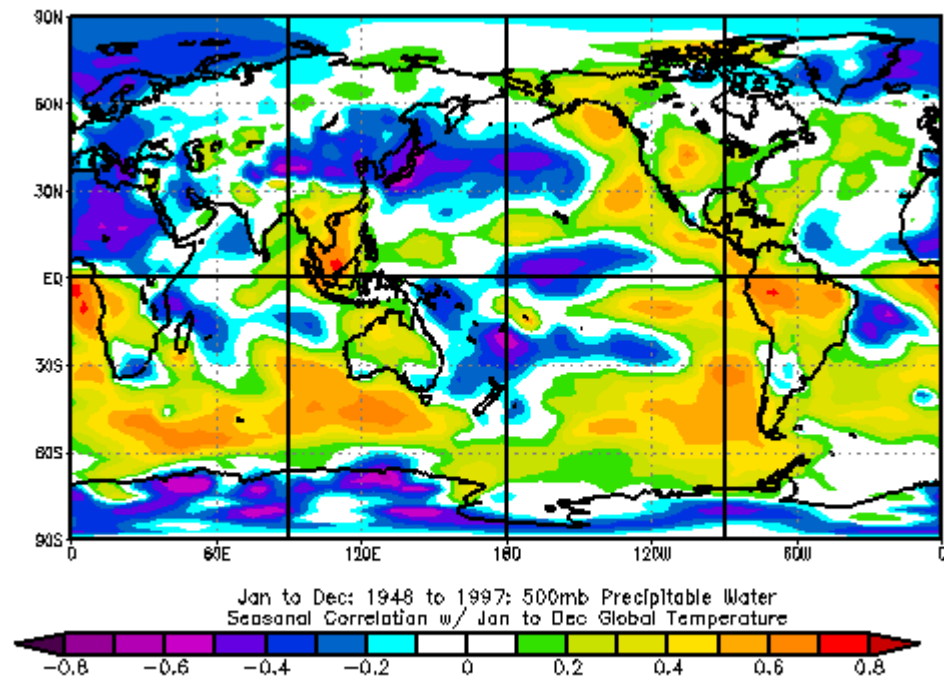 90N
60N
30N
EQ
30S
60S
90S
0 60E 120E 180 120W 60W 0
Jan to Dec: 1948 to 1997: 500mb Precipitable Water
Seasonal Correlation w/ Jan to Dec Global Temperature
-0.8 -0.6 -0.4 -0.2 0 0.2 0.4 0.6 0.8